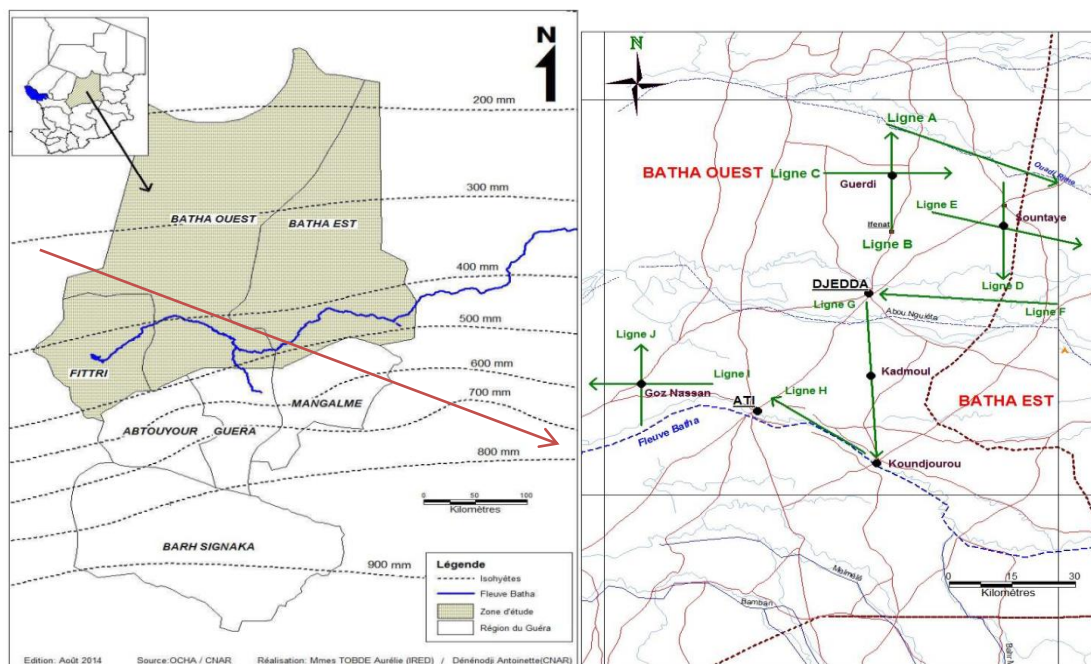 N
200 mm
300 mm
BATHA OUEST
BATHA EST
400 mm
500 mm
600 mm
700 mm
FITTRI
MANGALME
ABTOUYOUR
GUERA
800 mm
0 50 100
Kilomètres
BARH SIGNAKA
900 mm
Légende
Isohyètes
Fleuve Batha
Zone d'étude
Région du Guéra
Edition: Août 2014 Source:OCHA / CNAR Réalisation: Mmes TOBDE Aurélie (IRED) / Dénénodji Antoinette(CNAR)
N
Ligne A
BATHA OUEST
Ligne C
Guerdi
Ouadi Rimé
Ligne E
Ifenat
Sountaye
Ligne B
DJEDDA
Ligne D
Ligne G
Ligne F
Abou Nguiéta
Ligne J
Ligne I
Kadmoul
Goz Nassan
Ligne H
ATI
BATHA EST
Fleuve Batha
Koundjourou
Melmélé
0 15 30
Kilomètres
Bamban